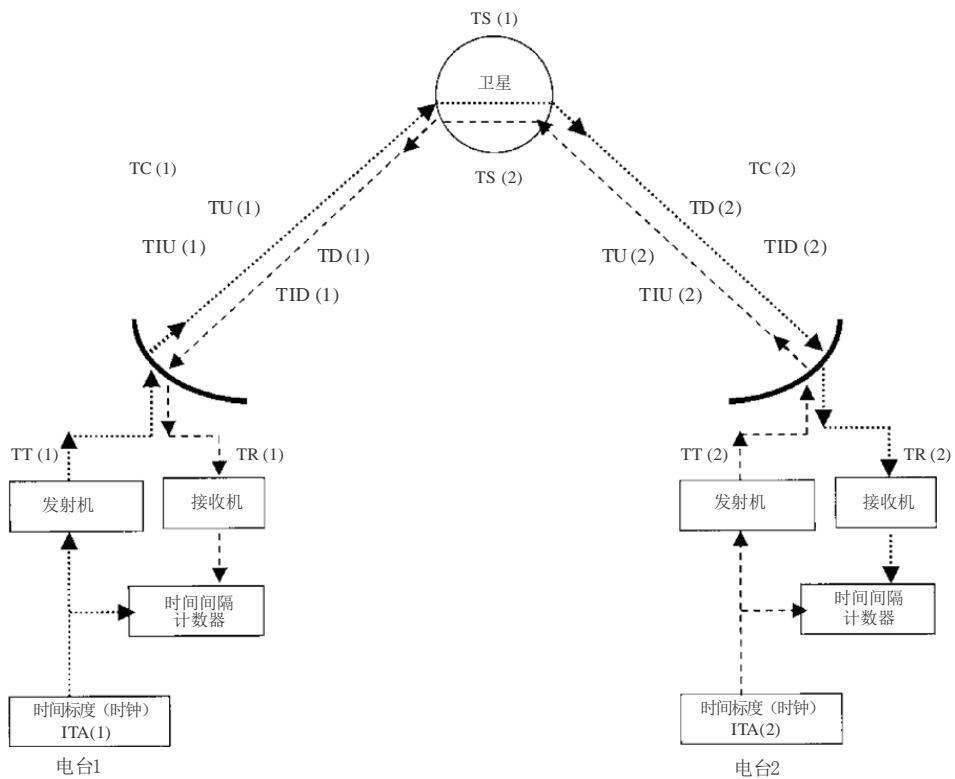 TS (1)
卫星
TS (2)
TC (1)
TC (2)
TU (1)
TD (2)
TIU (1)
TID (2)
TD (1)
TU (2)
TID (1)
TIU (2)
TT (1)
TR (1)
TT (2)
TR (2)
发射机
接收机
发射机
接收机
时间间隔
计数器
时间间隔
计数器
时间标度（时钟）
ITA(1)
时间标度（时钟）
ITA(2)
电台1
电台2